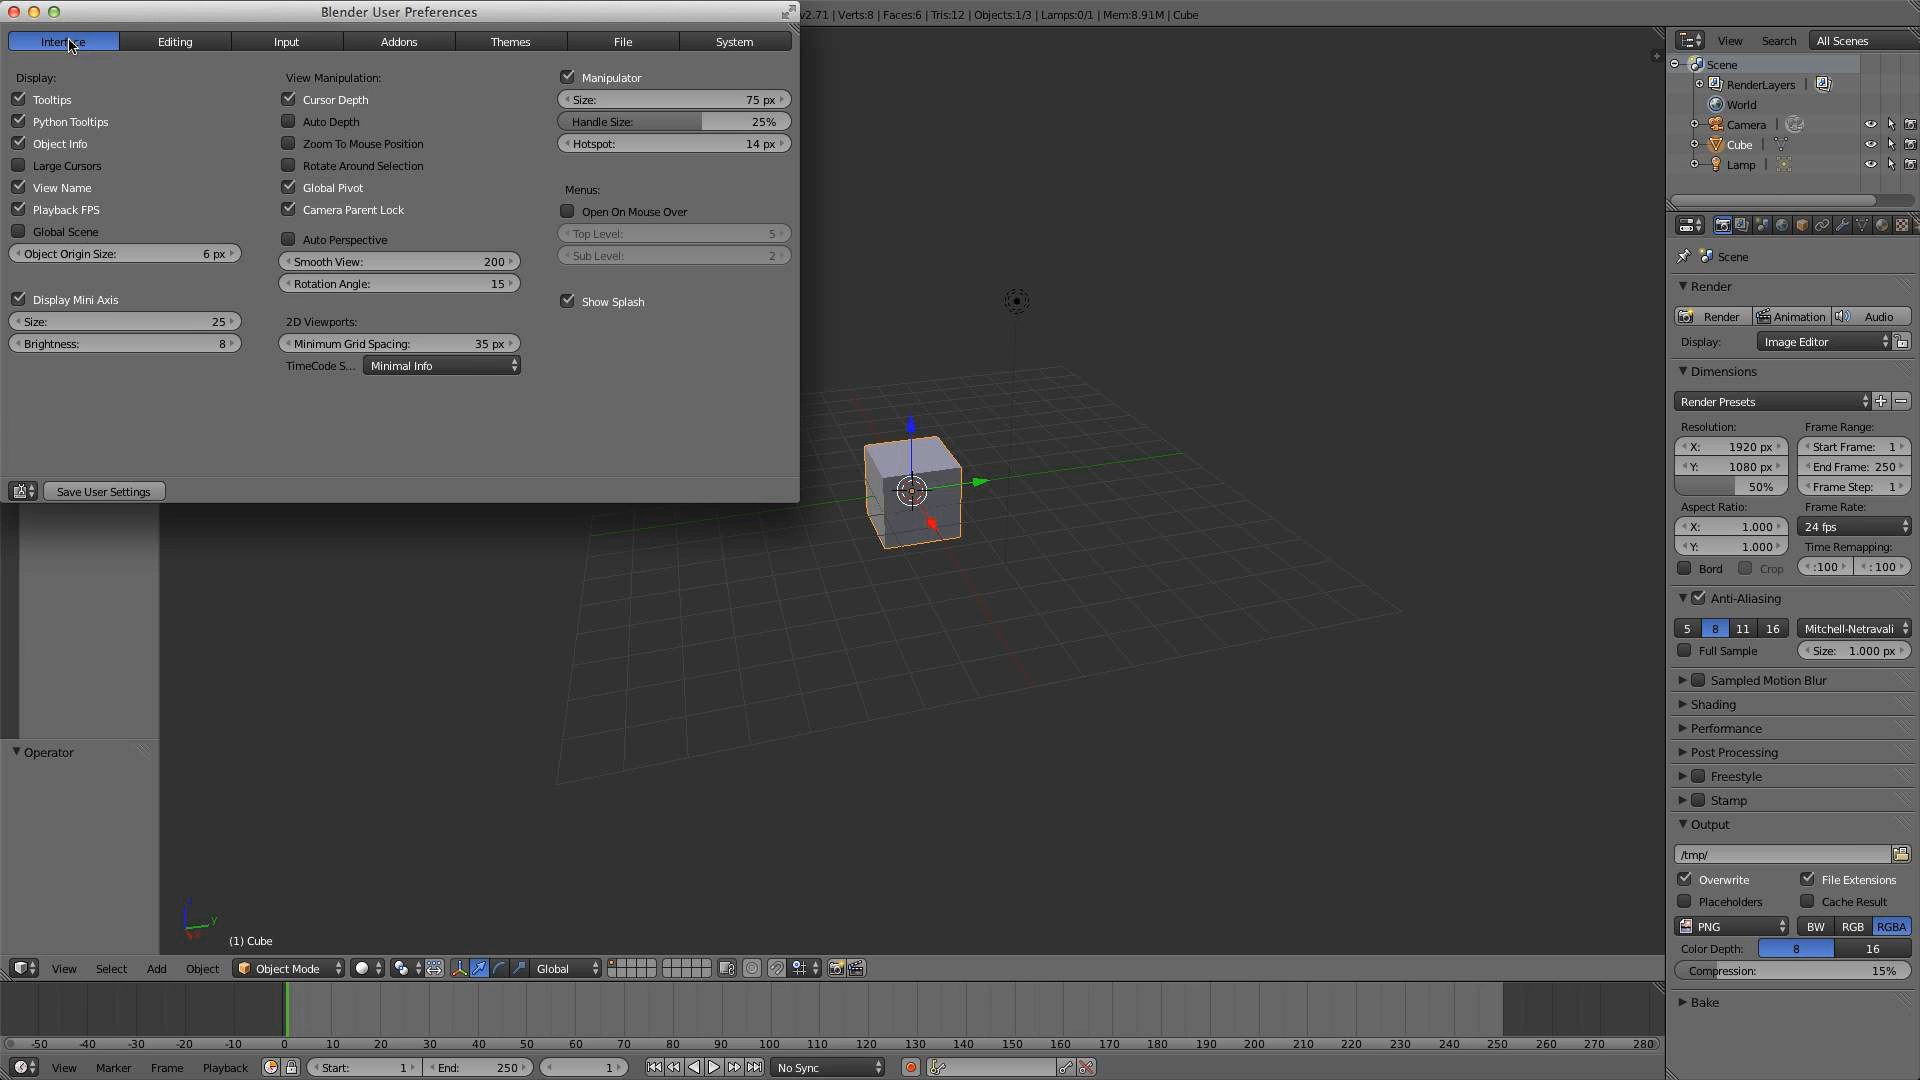 Blender User Preferences
v2.71 | Verts:8 | Faces:6 | Tris:12 | Objects:1/3 | Lamps:0/1 | Mem:8.91M | Cube
Interface Editing Input Addons Themes File System
Display:
Tooltips
Python Tooltips
Object Info
Large Cursors
View Name
Playback FPS
Global Scene
Object Origin Size: 6 px
Display Mini Axis
Size: 25
Brightness: 8
View Manipulation:
Cursor Depth
Auto Depth
Zoom To Mouse Position
Rotate Around Selection
Global Pivot
Camera Parent Lock
Auto Perspective
Smooth View: 200
Rotation Angle: 15
2D Viewports:
Minimum Grid Spacing: 35 px
TimeCode S... Minimal Info
Manipulator
Size: 75 px
Handle Size: 25%
Hotspot: 14 px
Menus:
Open On Mouse Over
Top Level: 5
Sub Level: 2
Show Splash
Save User Settings
Operator
y
(1) Cube
View Select Add Object Object Mode Global
-50 -40 -30 -20 -10 0 10 20 30 40 50 60 70 80 90 100 110 120 130 140 150 160 170 180 190 200 210 220 230 240 250 260 270 280
View Marker Frame Playback Start: 1 End: 250 1 No Sync
View Search All Scenes
Scene
RenderLayers |
World
Camera |
Cube |
Lamp |
Scene
Render
Render Animation Audio
Display: Image Editor
Dimensions
Render Presets
Resolution: Frame Range:
X: 1920 px Start Frame: 1
Y: 1080 px End Frame: 250
50% Frame Step: 1
Aspect Ratio: Frame Rate:
X: 1.000 24 fps
Y: 1.000 Time Remapping:
Bord Crop :100 : 100
Anti-Aliasing
5 8 11 16 Mitchell-Netravali
Full Sample Size: 1.000 px
Sampled Motion Blur
Shading
Performance
Post Processing
Freestyle
Stamp
Output
/tmp/
Overwrite File Extensions
Placeholders Cache Result
PNG BW RGB RGBA
Color Depth: 8 16
Compression: 15%
Bake